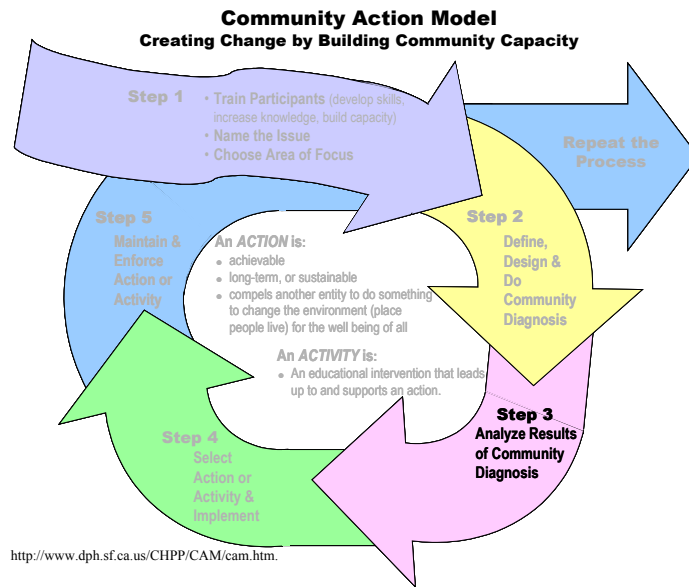 Community Action Model
Creating Change by Building Community Capacity
Step 1
• Train Participants (develop skills,
increase knowledge, build capacity)
• Name the Issue
• Choose Area of Focus
Repeat the
Process
Step 2
Define,
Design &
Do
Community
Diagnosis
Step 5
Maintain &
Enforce
Action or
Activity
An ACTION is:
• achievable
• long-term, or sustainable
• compels another entity to do something
to change the environment (place
people live) for the well being of all
An ACTIVITY is:
• An educational intervention that leads
up to and supports an action.
Step 3
Analyze Results
of Community
Diagnosis
Step 4
Select
Action or
Activity &
Implement
http://www.dph.sf.ca.us/CHPP/CAM/cam.htm.